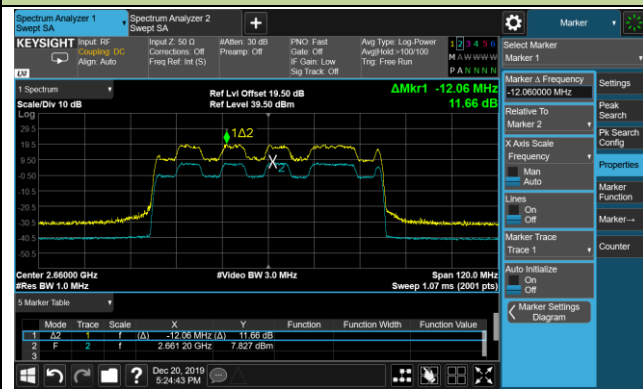 Spectrum Analyzer 1
Swept SA
Spectrum Analyzer 2
Swept SA
+
Marker
KEYSIGHT
Input: RF
Coupling: DC
Align: Auto
Input Z: 50 Ω
Corrections: Off
Freq Ref: Int (S)
#Atten: 30 dB
Preamp: Off
PNO: Fast
Gate: Off
IF Gain: Low
Sig Track: Off
Avg Type: Log-Power
Avg|Hold:>100/100
Trig: Free Run
1 2 3 4 5 6
M A W W W W
P A N N N N
LXI
Select Marker
Marker 1
1 Spectrum
Scale/Div 10 dB
Ref Lvl Offset 19.50 dB
Ref Level 39.50 dBm
ΔMkr1 -12.06 MHz
11.66 dB
Log
29.5
19.5
9.50
-0.50
-10.5
-20.5
-30.5
-40.5
-50.5
1Δ2
X
2
Center 2.66000 GHz
#Res BW 1.0 MHz
#Video BW 3.0 MHz
Span 120.0 MHz
Sweep 1.07 ms (2001 pts)
5 Marker Table
Mode Trace Scale X Y Function Function Width Function Value
1 Δ2 1 f (Δ) -12.06 MHz (Δ) 11.66 dB
2 F 2 f 2.661 20 GHz 7.827 dBm
3
Dec 20, 2019
5:24:43 PM
Marker Δ Frequency
-12.060000 MHz
Relative To
Marker 2
X Axis Scale
Frequency
Man
Auto
Lines
On
Off
Marker Trace
Trace 1
Auto Initialize
On
Off
Marker Settings
Diagram
Settings
Peak
Search
Pk Search
Config
Properties
Marker
Function
Marker→
Counter